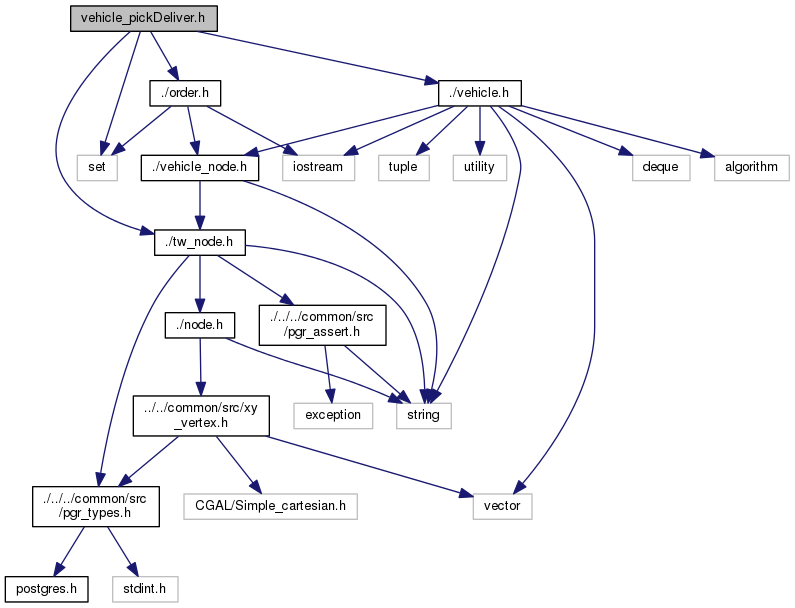 vehicle_pickDeliver.h
./order.h
./vehicle.h
set
./vehicle_node.h
iostream
tuple
utility
deque
algorithm
./tw_node.h
./node.h
./../../common/src
/pgr_assert.h
../../common/src/xy
_vertex.h
exception
string
./../../common/src
/pgr_types.h
CGAL/Simple_cartesian.h
vector
postgres.h
stdint.h